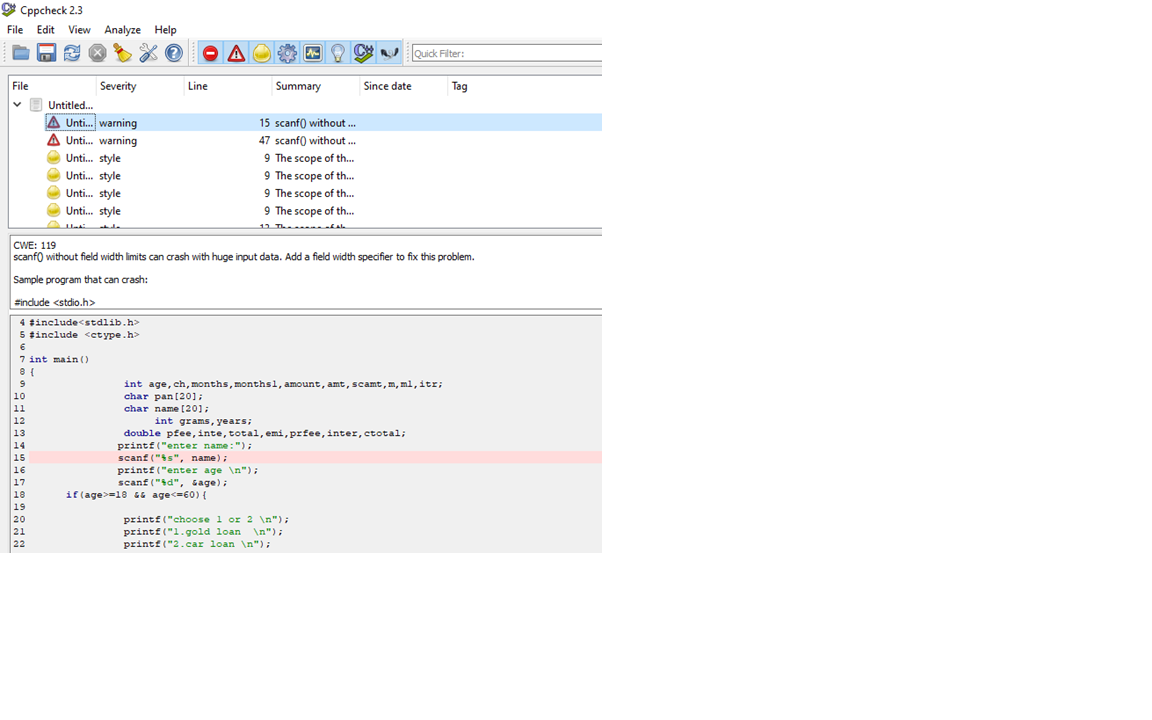 Cppcheck 2.3
File Edit View Analyze Help
Quick Filter:
File Severity Line Summary Since date Tag
Untitled...
Unti... warning 15 scanf() without ...
Unti... warning 47 scanf() without ...
Unti... style 9 The scope of th...
Unti... style 9 The scope of th...
Unti... style 9 The scope of th...
Unti... style 9 The scope of th...
Unti... style 12 The scope of th...
CWE: 119
scanf() without field width limits can crash with huge input data. Add a field width specifier to fix this problem.
Sample program that can crash:
#include <stdio.h>
4 #include<stdlib.h>
5 #include <ctype.h>
6
7 int main()
8 {
9 int age,ch,months,months1,amount,amt,scamt,m,m1,itr;
10 char pan[20];
11 char name[20];
12 int grams,years;
13 double pfee,inte,total,emi,prfee,inter,ctotal;
14 printf("enter name:");
15 scanf("%s", name);
16 printf("enter age \n");
17 scanf("%d", &age);
18 if(age>=18 && age<=60){
19
20 printf("choose 1 or 2 \n");
21 printf("1.gold loan  \n");
22 printf("2.car loan \n");